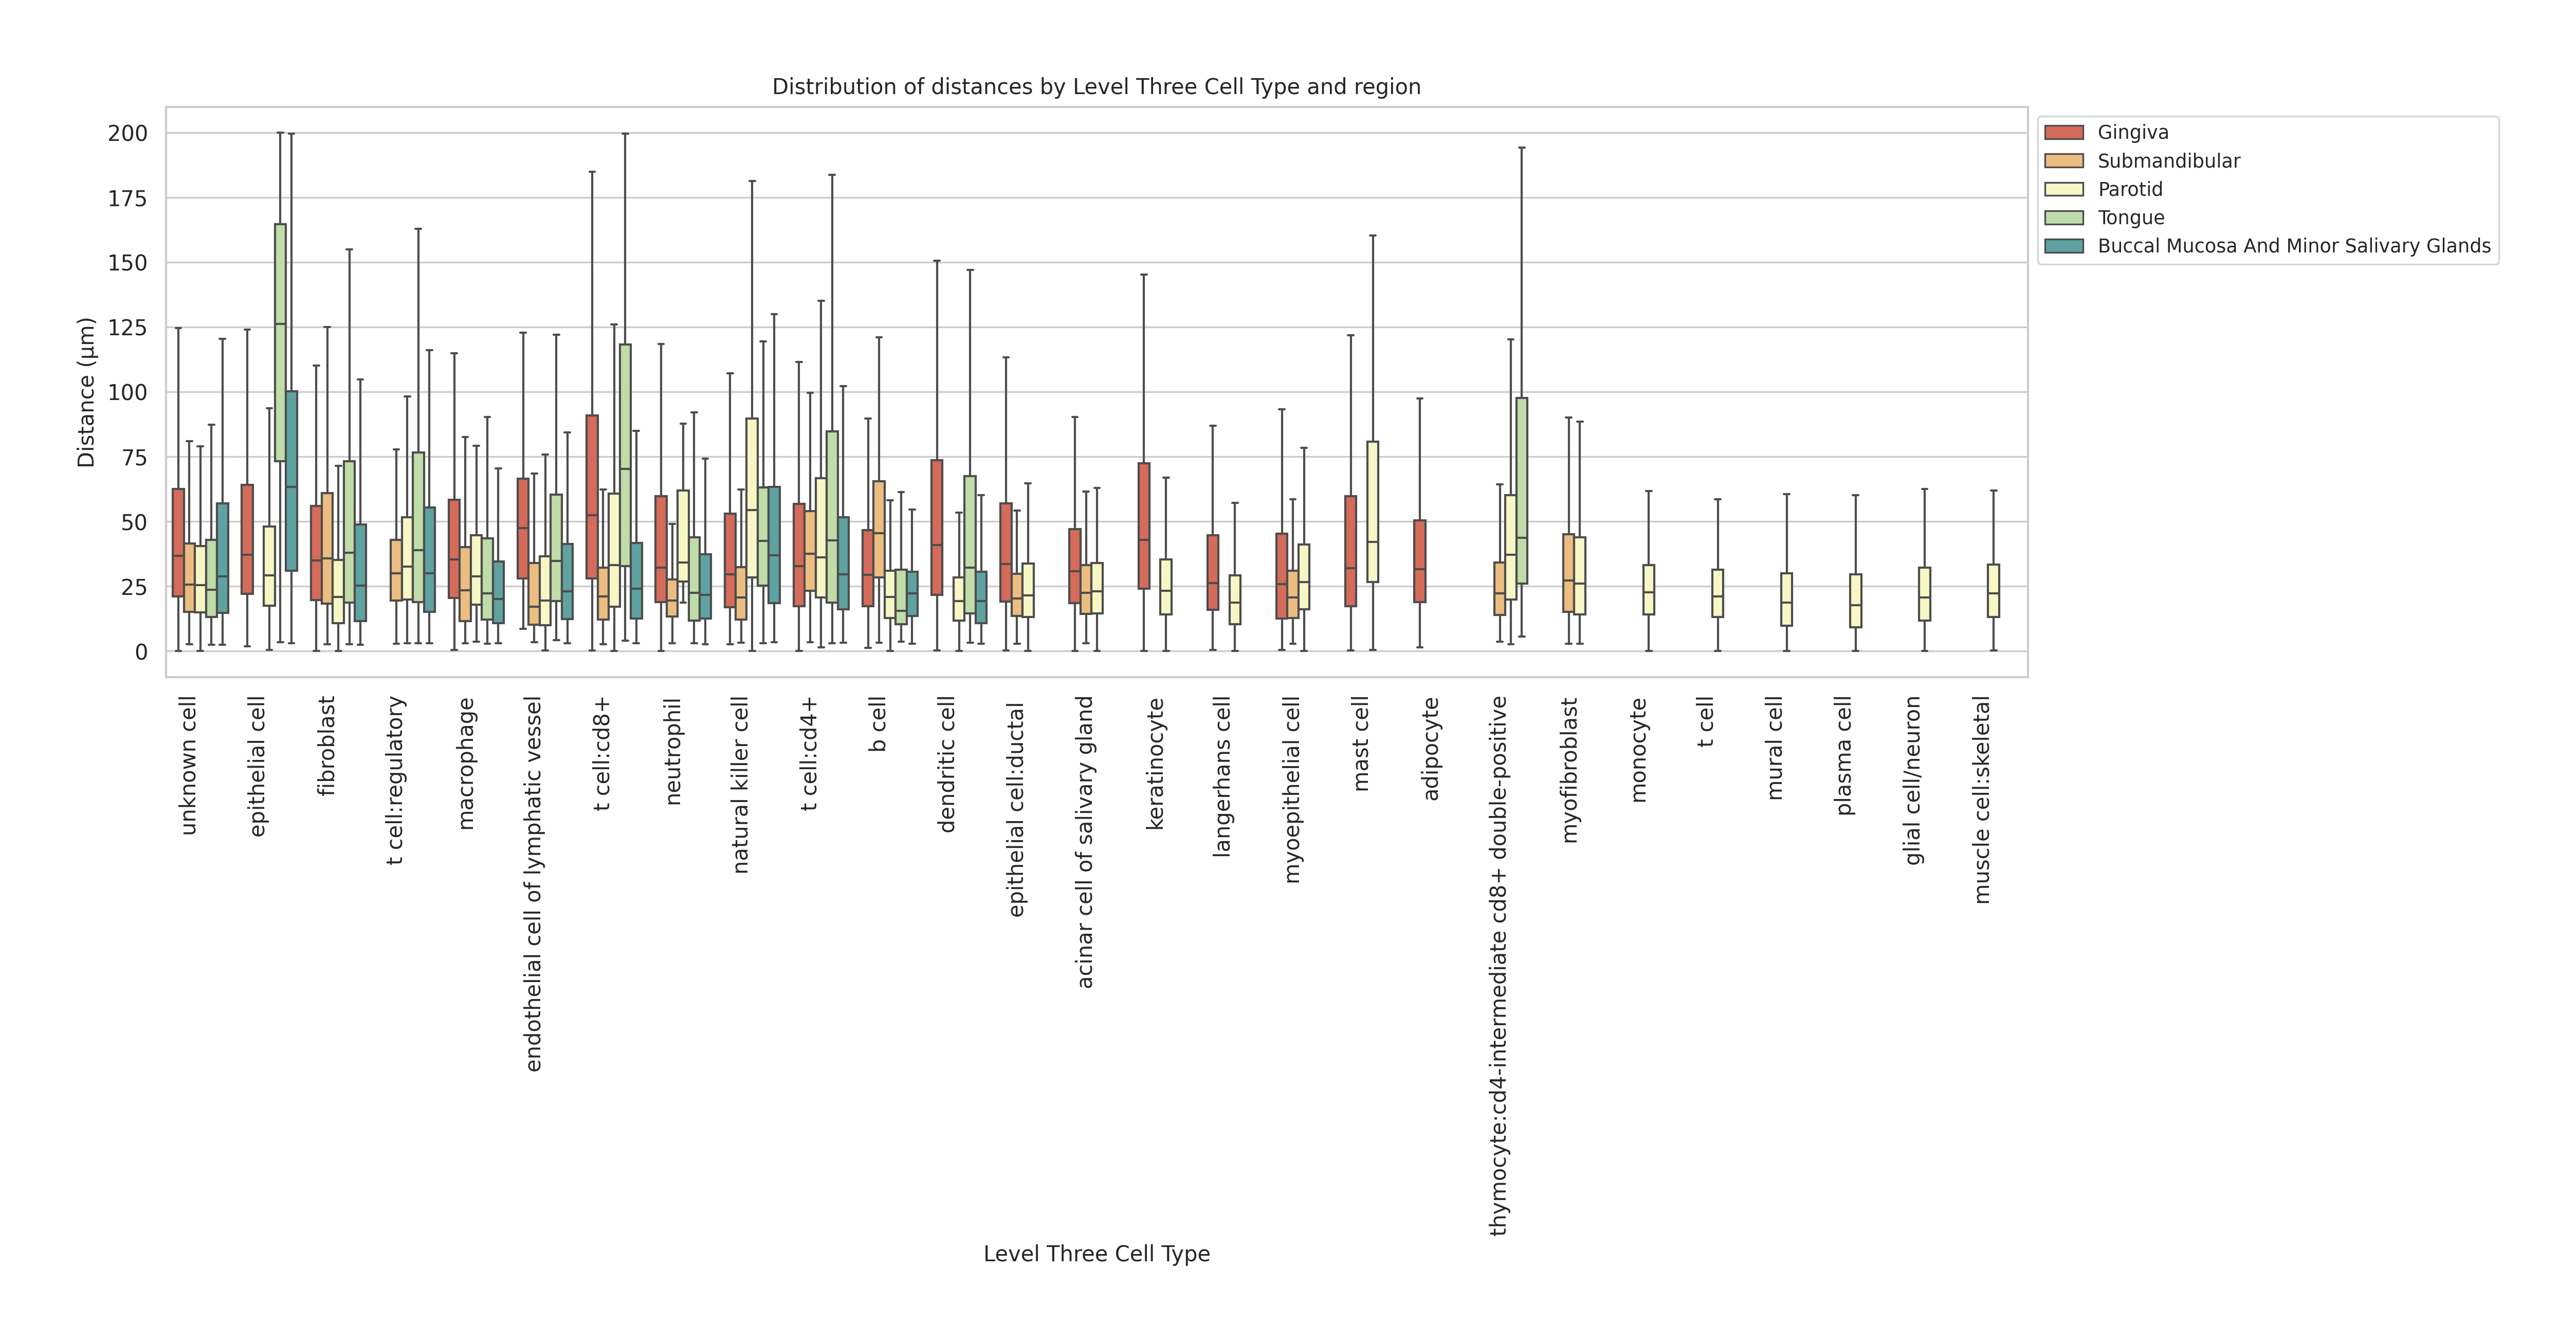 Distribution of distances by Level Three Cell Type and region
Distance (μm)
200
175
150
125
100
75
50
25
0
Gingiva
Submandibular
Parotid
Tongue
Buccal Mucosa And Minor Salivary Glands
unknown cell
epithelial cell
fibroblast
t cell:regulatory
macrophage
endothelial cell of lymphatic vessel
t cell:cd8+
neutrophil
natural killer cell
t cell:cd4+
b cell
dendritic cell
epithelial cell:ductal
acinar cell of salivary gland
keratinocyte
langerhans cell
myoepithelial cell
mast cell
adipocyte
thymocyte:cd4-intermediate cd8+ double-positive
myofibroblast
monocyte
t cell
mural cell
plasma cell
glial cell/neuron
muscle cell:skeletal
Level Three Cell Type